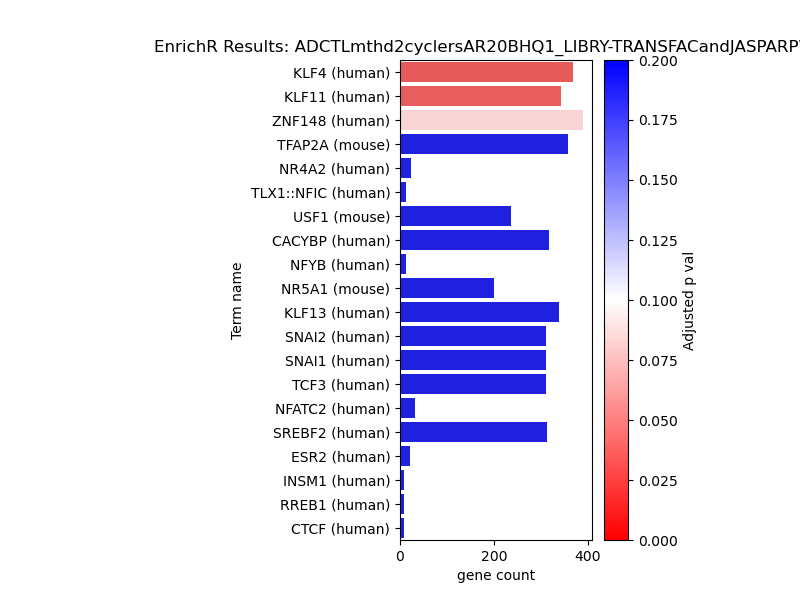 EnrichR Results: ADCTLmthd2cyclersAR20BHQ1_LIBRY-TRANSFACandJASPARP
KLF4 (human)
KLF11 (human)
ZNF148 (human)
TFAP2A (mouse)
NR4A2 (human)
TLX1::NFIC (human)
USF1 (mouse)
CACYBP (human)
NFYB (human)
NR5A1 (mouse)
KLF13 (human)
SNAI2 (human)
SNAI1 (human)
TCF3 (human)
NFATC2 (human)
SREBF2 (human)
ESR2 (human)
INSM1 (human)
RREB1 (human)
CTCF (human)
Term name
0 200 400
gene count
0.200
0.175
0.150
0.125
0.100
0.075
0.050
0.025
0.000
Adjusted p val